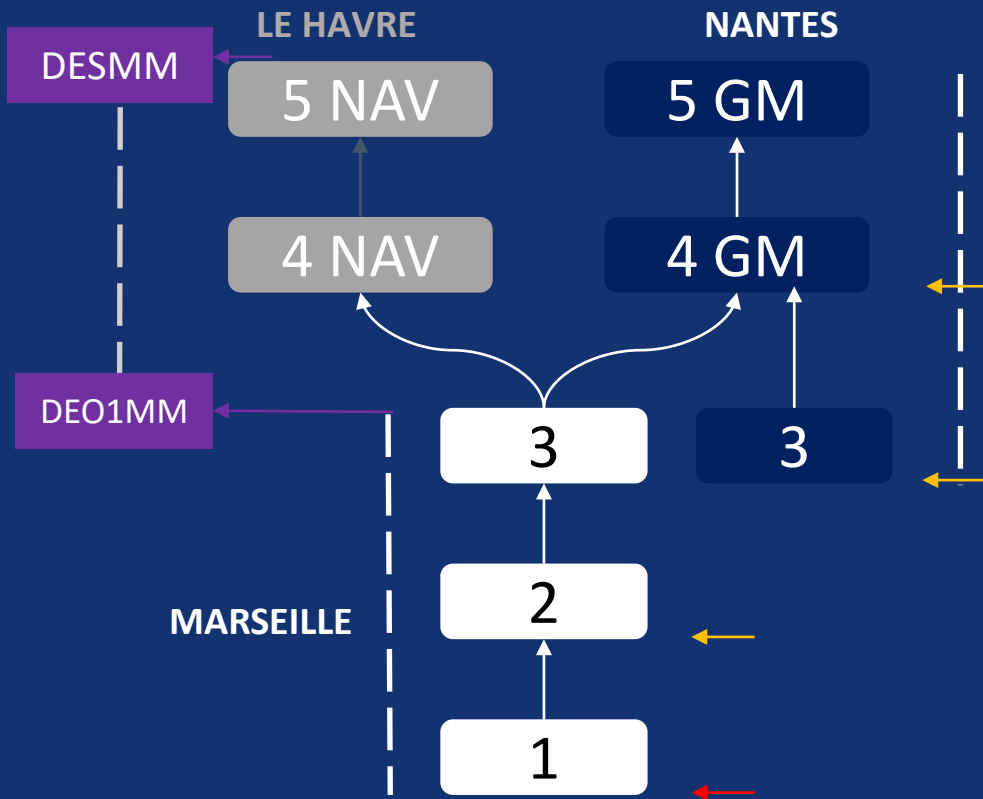 LE HAVRE
NANTES
DESMM
5 NAV
5 GM
4 NAV
4 GM
DEO1MM
3
3
2
MARSEILLE
1